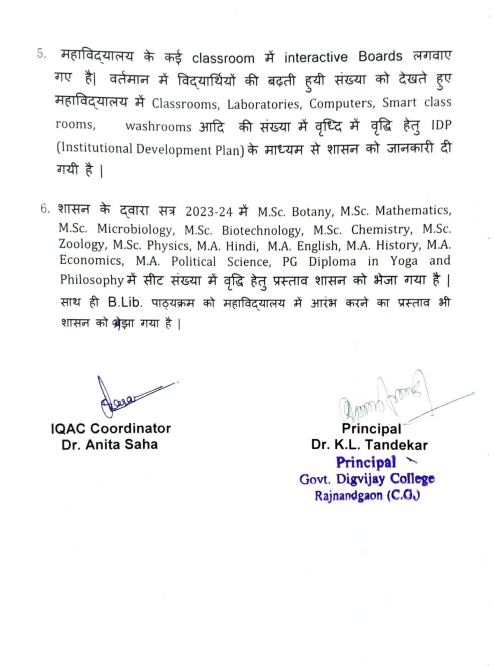 5. महाविद्यालय के कई classroom में interactive Boards लगवाए
गए है| वर्तमान में विद्यार्थियों की बढ़ती हुयी संख्या को देखते हुए
महाविद्यालय में Classrooms, Laboratories, Computers, Smart class
rooms, washrooms आदि की संख्या में वृध्दि में वृद्धि हेतु IDP
(Institutional Development Plan) के माध्यम से शासन को जानकारी दी
गयी है |
6. शासन के द्वारा सत्र 2023-24 में M.Sc. Botany, M.Sc. Mathematics,
M.Sc. Microbiology, M.Sc. Biotechnology, M.Sc. Chemistry, M.Sc.
Zoology, M.Sc. Physics, M.A. Hindi, M.A. English, M.A. History, M.A.
Economics, M.A. Political Science, PG Diploma in Yoga and
Philosophy में सीट संख्या में वृद्धि हेतु प्रस्ताव शासन को भेजा गया है |
साथ ही B.Lib. पाठ्यक्रम को महाविद्यालय में आरंभ करने का प्रस्ताव भी
शासन को गया है |
IQAC Coordinator
Dr. Anita Saha
Principal
Dr. K.L. Tandekar
Principal
Govt. Digvijay College
Rajnandgaon (C.G.)